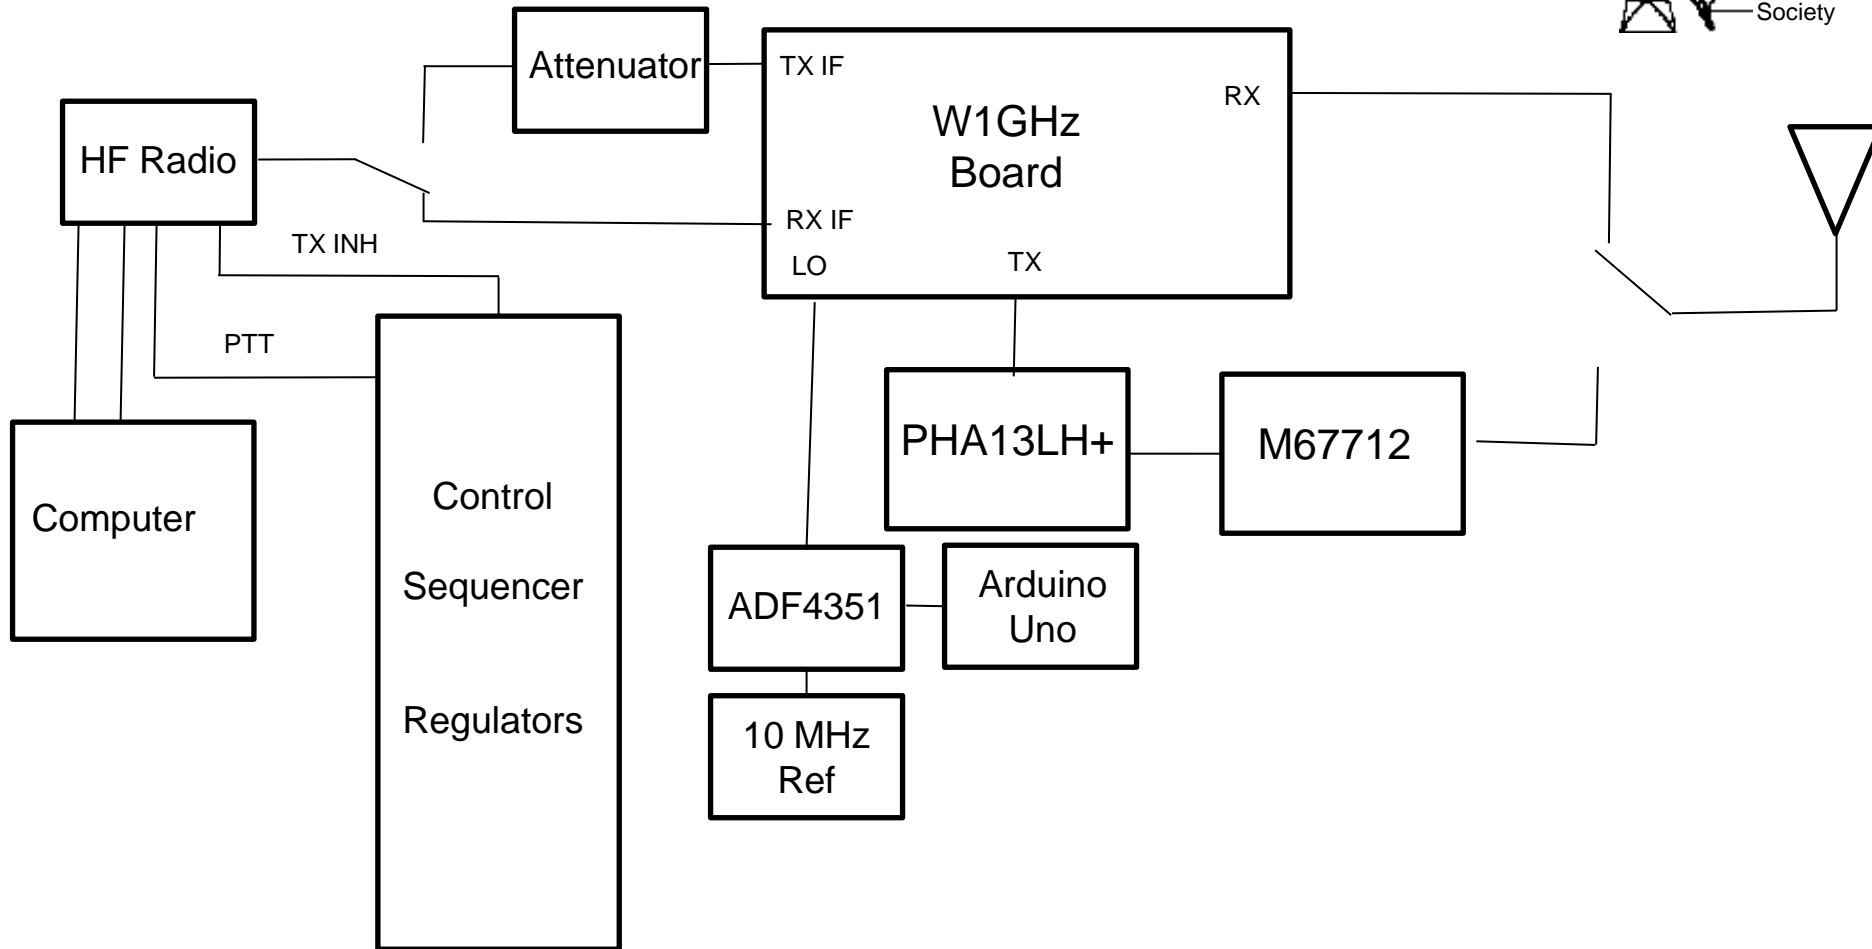 Society
Attenuator
TX IF
RX
W1GHz
Board
HF Radio
RX IF
TX INH
LO
TX
PTT
PHA13LH+
M67712
Control
Computer
Sequencer
ADF4351
Arduino
Uno
Regulators
10 MHz
Ref